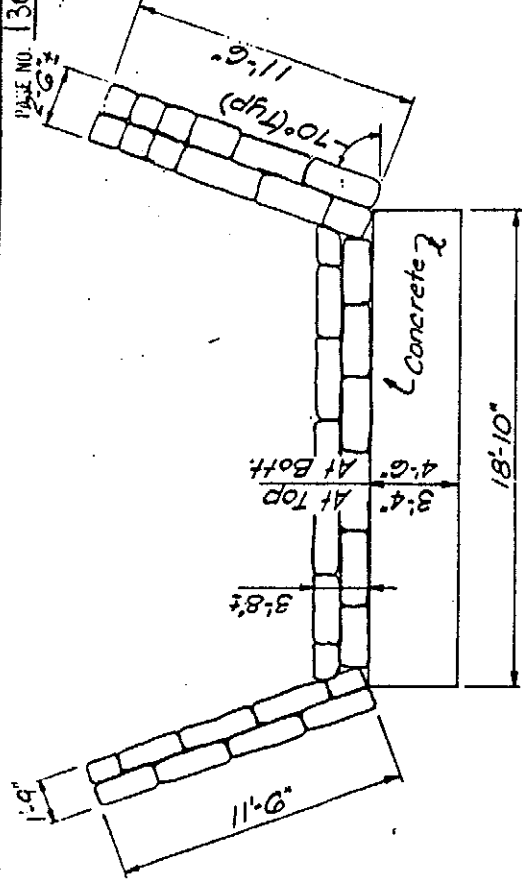 PAGE NO. 13
2'-6"±
11'-6"
70°(Typ)
Concrete
At Bott.
4'-6"
At Top
3'-4"
3'-8"±
18'-10"
1'-9"
11'-6"